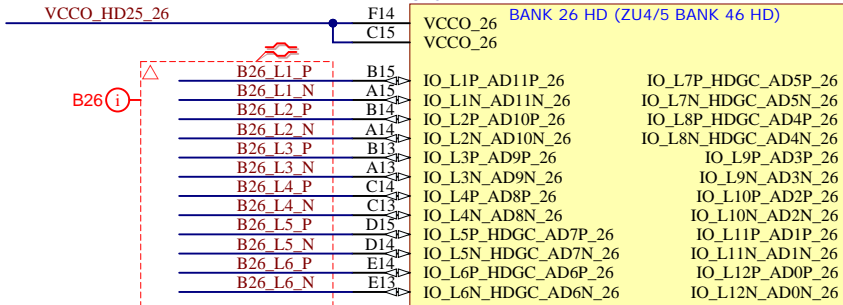 BANK 26 HD (ZU4/5 BANK 46 HD)
VCCO_HD25_26 F14 VCCO_26
C15 VCCO_26
B26 i
B26_L1_P B15 IO_L1P_AD11P_26 IO_L7P_HDGC_AD5P_26
B26_L1_N A15 IO_L1N_AD11N_26 IO_L7N_HDGC_AD5N_26
B26_L2_P B14 IO_L2P_AD10P_26 IO_L8P_HDGC_AD4P_26
B26_L2_N A14 IO_L2N_AD10N_26 IO_L8N_HDGC_AD4N_26
B26_L3_P B13 IO_L3P_AD9P_26 IO_L9P_AD3P_26
B26_L3_N A13 IO_L3N_AD9N_26 IO_L9N_AD3N_26
B26_L4_P C14 IO_L4P_AD8P_26 IO_L10P_AD2P_26
B26_L4_N C13 IO_L4N_AD8N_26 IO_L10N_AD2N_26
B26_L5_P D15 IO_L5P_HDGC_AD7P_26 IO_L11P_AD1P_26
B26_L5_N D14 IO_L5N_HDGC_AD7N_26 IO_L11N_AD1N_26
B26_L6_P E14 IO_L6P_HDGC_AD6P_26 IO_L12P_AD0P_26
B26_L6_N E13 IO_L6N_HDGC_AD6N_26 IO_L12N_AD0N_26